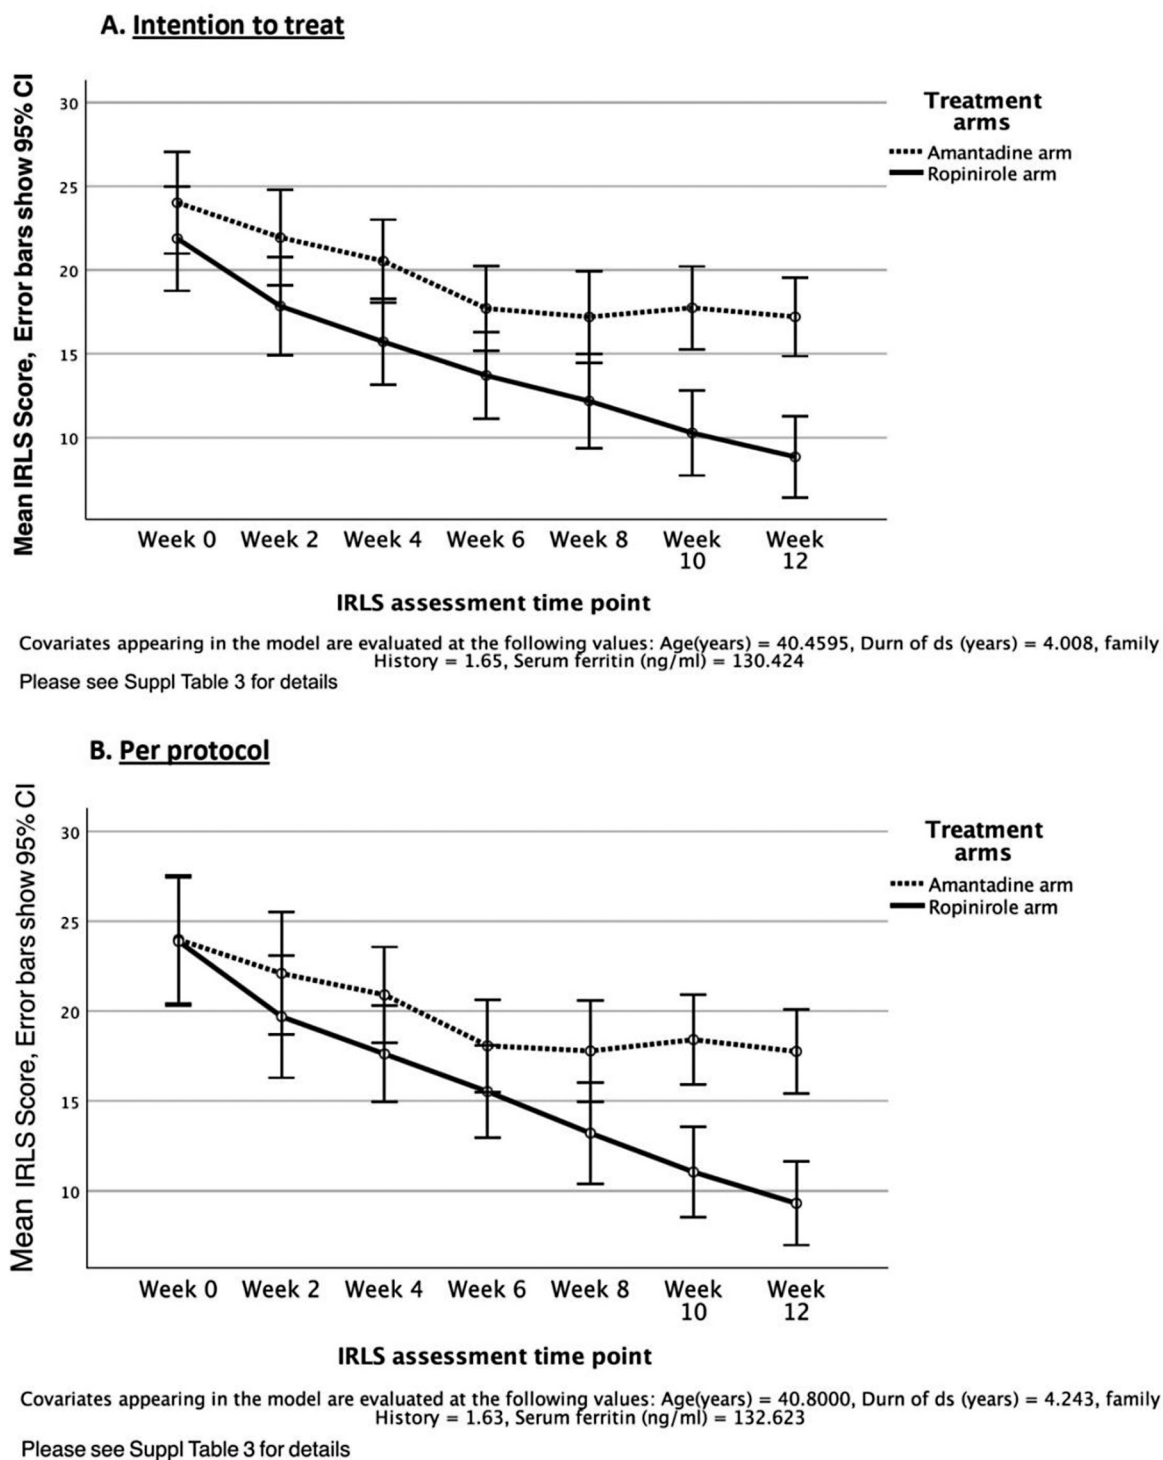 A. Intention to treat
Mean IRLS Score, Error bars show 95% CI
30
25
20
15
10
Treatment
arms
Amantadine arm
Ropinirole arm
Week 0 Week 2 Week 4 Week 6 Week 8 Week Week
10 12
IRLS assessment time point
Covariates appearing in the model are evaluated at the following values: Age(years) = 40.4595, Durn of ds (years) = 4.008, family
History = 1.65, Serum ferritin (ng/ml) = 130.424
Please see Suppl Table 3 for details
B. Per protocol
Mean IRLS Score, Error bars show 95% CI
30
25
20
15
10
Treatment
arms
Amantadine arm
Ropinirole arm
Week 0 Week 2 Week 4 Week 6 Week 8 Week Week
10 12
IRLS assessment time point
Covariates appearing in the model are evaluated at the following values: Age(years) = 40.8000, Durn of ds (years) = 4.243, family
History = 1.63, Serum ferritin (ng/ml) = 132.623
Please see Suppl Table 3 for details